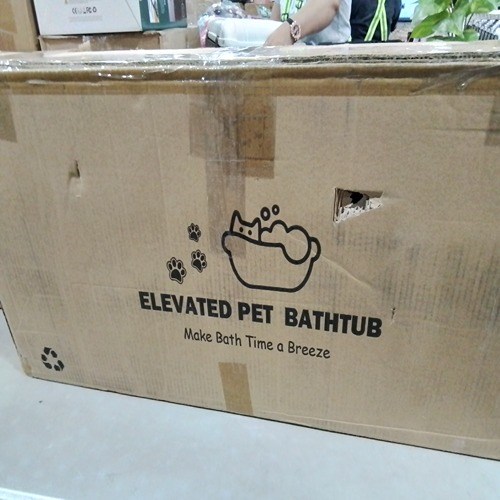 ELEVATED PET BATHTUB
Make Bath Time a Breeze